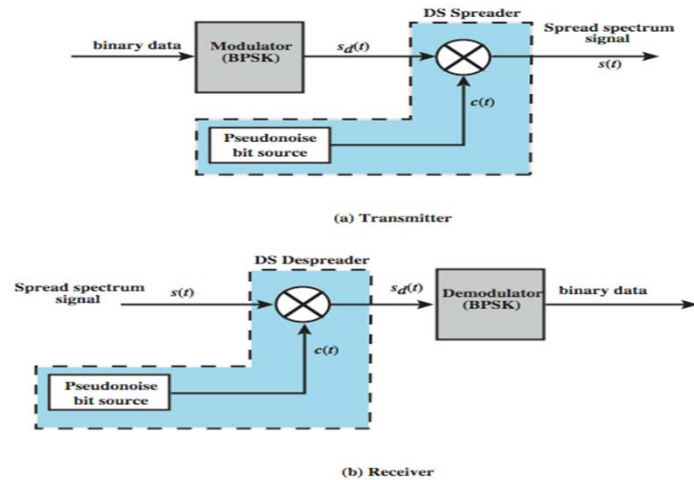 DS Spreader
Spread spectrum
signal
binary data
Modulator
(BPSK)
sd(t)
s(t)
c(t)
Pseudonoise
bit source
(a) Transmitter
DS Despreader
Spread spectrum
signal
s(t)
sd(t)
Demodulator
(BPSK)
binary data
c(t)
Pseudonoise
bit source
(b) Receiver